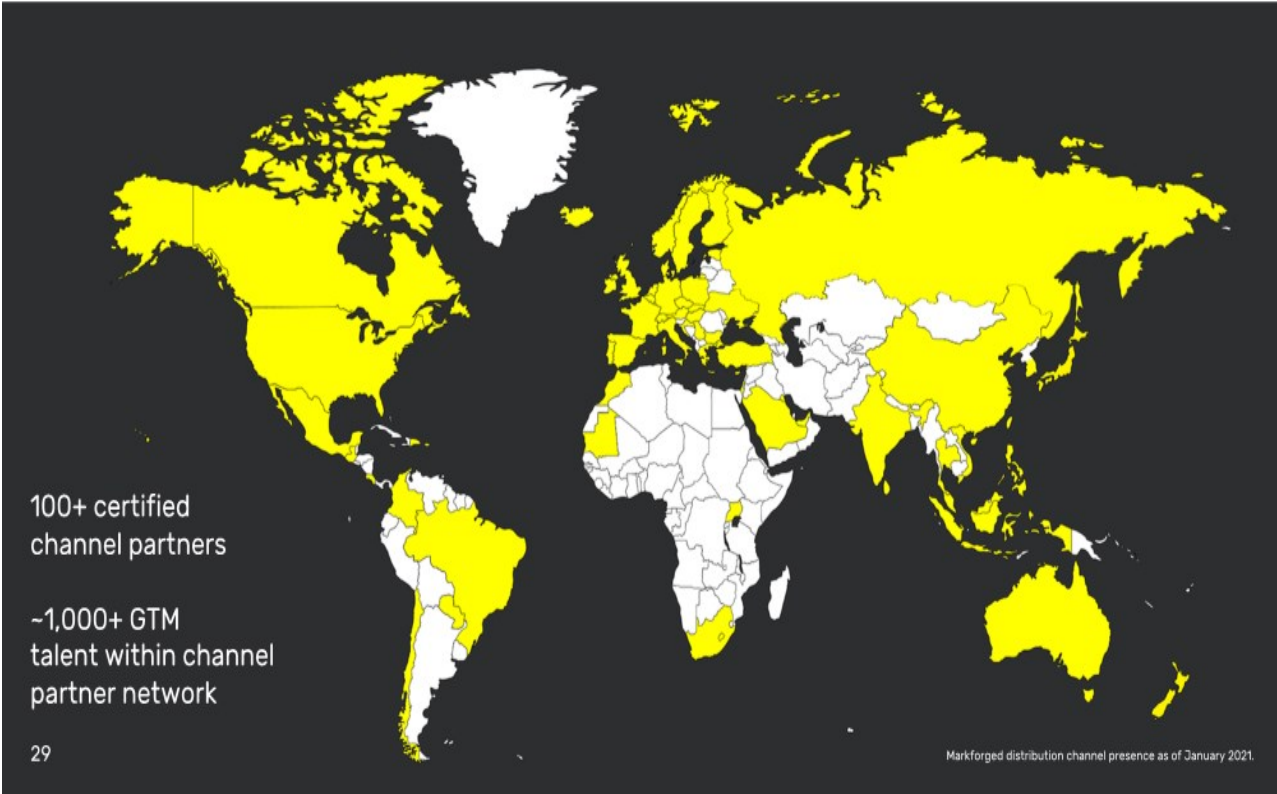 100+ certified
channel partners
~1,000+ GTM
talent within channel
partner network
29
Markforged distribution channel presence as of January 2021.